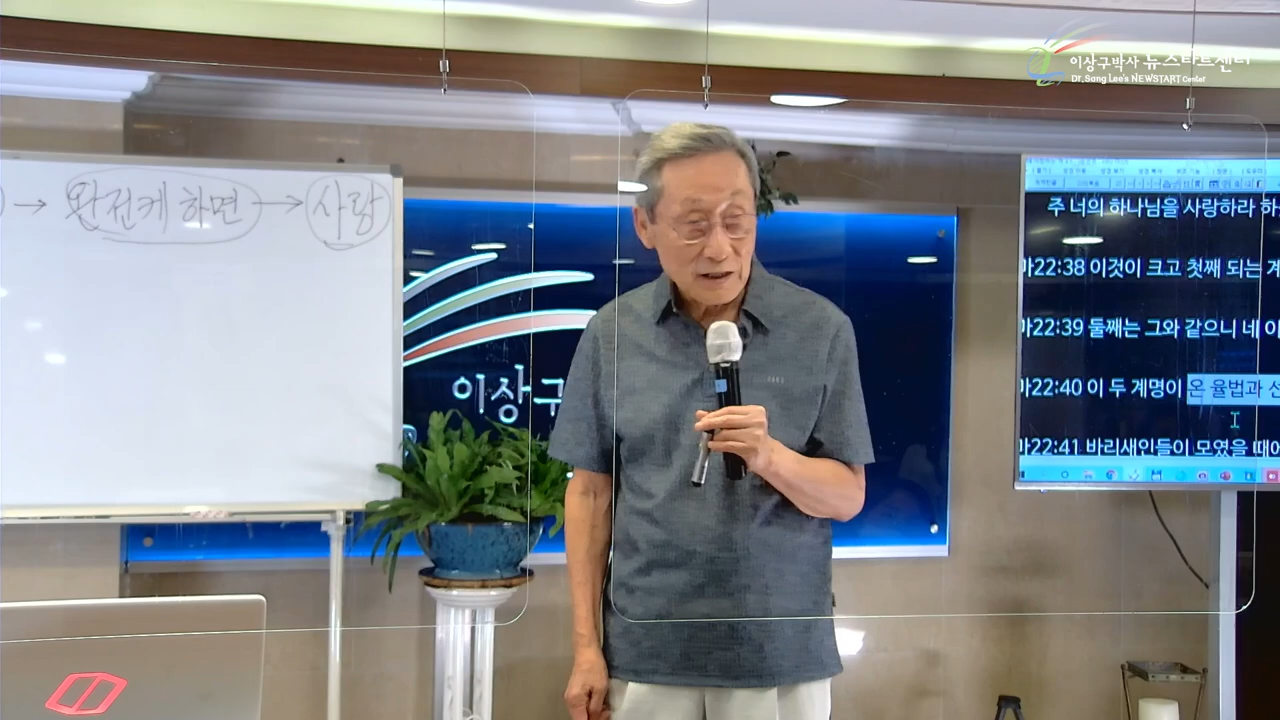 이상구박사 뉴스타트센터
Dr. Sang Lee's NEWSTART Center
→ 완전케 하면 → 사랑
이상구
주 너의 하나님을 사랑하라 하
마22:38 이것이 크고 첫째 되는 계
마22:39 둘째는 그와 같으니 네 이
마22:40 이 두 계명이 온 율법과 선
마22:41 바리새인들이 모였을 때에